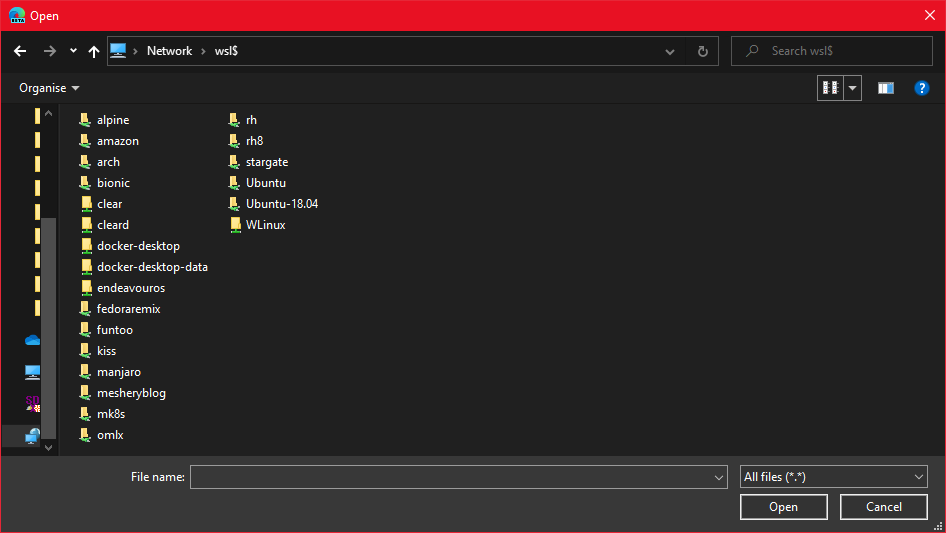 Open
Network > wsl$
Search wsl$
Organise
alpine
amazon
arch
bionic
clear
cleard
docker-desktop
docker-desktop-data
endeavouros
fedoraremix
funtoo
kiss
manjaro
mesheryblog
mk8s
omlx
rh
rh8
stargate
Ubuntu
Ubuntu-18.04
WLinux
File name:
All files (*.*)
Open
Cancel